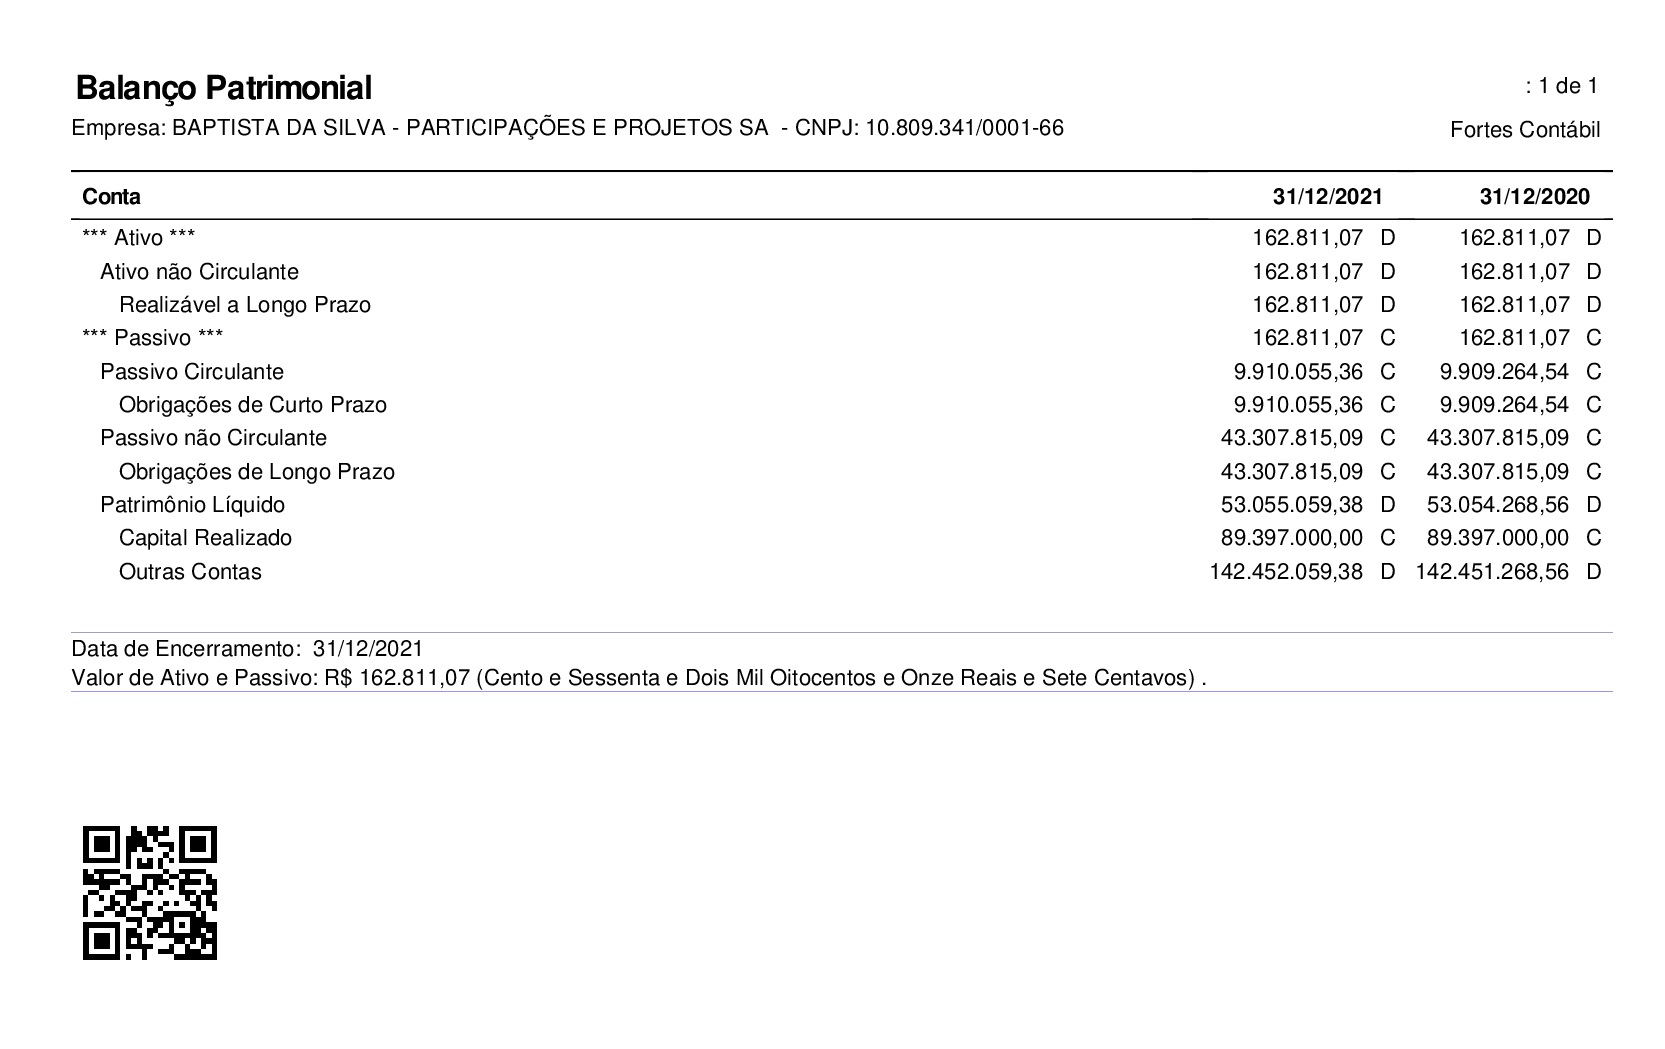 Balanço Patrimonial : 1 de 1
Empresa: BAPTISTA DA SILVA - PARTICIPAÇÕES E PROJETOS SA - CNPJ: 10.809.341/0001-66 Fortes Contábil
Conta 31/12/2021 31/12/2020
*** Ativo *** 162.811,07 D 162.811,07 D
Ativo não Circulante 162.811,07 D 162.811,07 D
Realizável a Longo Prazo 162.811,07 D 162.811,07 D
*** Passivo *** 162.811,07 C 162.811,07 C
Passivo Circulante 9.910.055,36 C 9.909.264,54 C
Obrigações de Curto Prazo 9.910.055,36 C 9.909.264,54 C
Passivo não Circulante 43.307.815,09 C 43.307.815,09 C
Obrigações de Longo Prazo 43.307.815,09 C 43.307.815,09 C
Patrimônio Líquido 53.055.059,38 D 53.054.268,56 D
Capital Realizado 89.397.000,00 C 89.397.000,00 C
Outras Contas 142.452.059,38 D 142.451.268,56 D
Data de Encerramento: 31/12/2021
Valor de Ativo e Passivo: R$ 162.811,07 (Cento e Sessenta e Dois Mil Oitocentos e Onze Reais e Sete Centavos) .